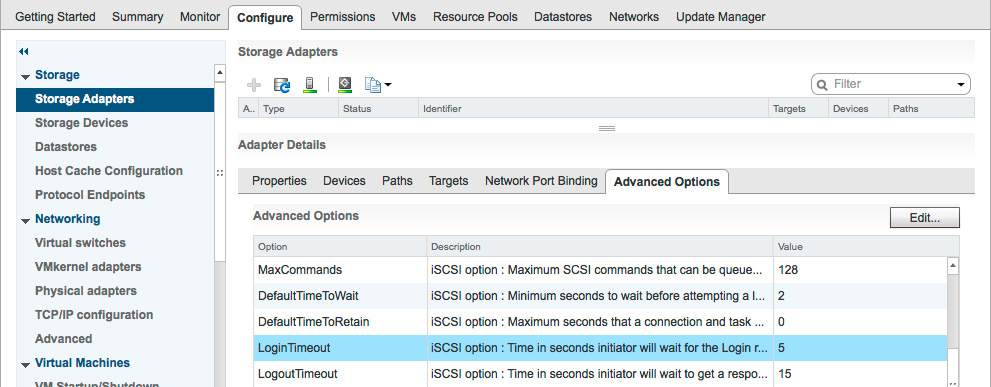 Getting Started Summary Monitor Configure Permissions VMs Resource Pools Datastores Networks Update Manager
Storage
Storage Adapters
Storage Devices
Datastores
Host Cache Configuration
Protocol Endpoints
Networking
Virtual switches
VMkernel adapters
Physical adapters
TCP/IP configuration
Advanced
Virtual Machines
VM Startup/Shutdown
Storage Adapters
Filter
A.. Type Status Identifier Targets Devices Paths
Adapter Details
Properties Devices Paths Targets Network Port Binding Advanced Options
Advanced Options Edit...
Option Description Value
MaxCommands iSCSI option : Maximum SCSI commands that can be queue... 128
DefaultTimeToWait iSCSI option : Minimum seconds to wait before attempting a l... 2
DefaultTimeToRetain iSCSI option : Maximum seconds that a connection and task ... 0
LoginTimeout iSCSI option : Time in seconds initiator will wait for the Login r... 5
LogoutTimeout iSCSI option : Time in seconds initiator will wait to get a respo... 15